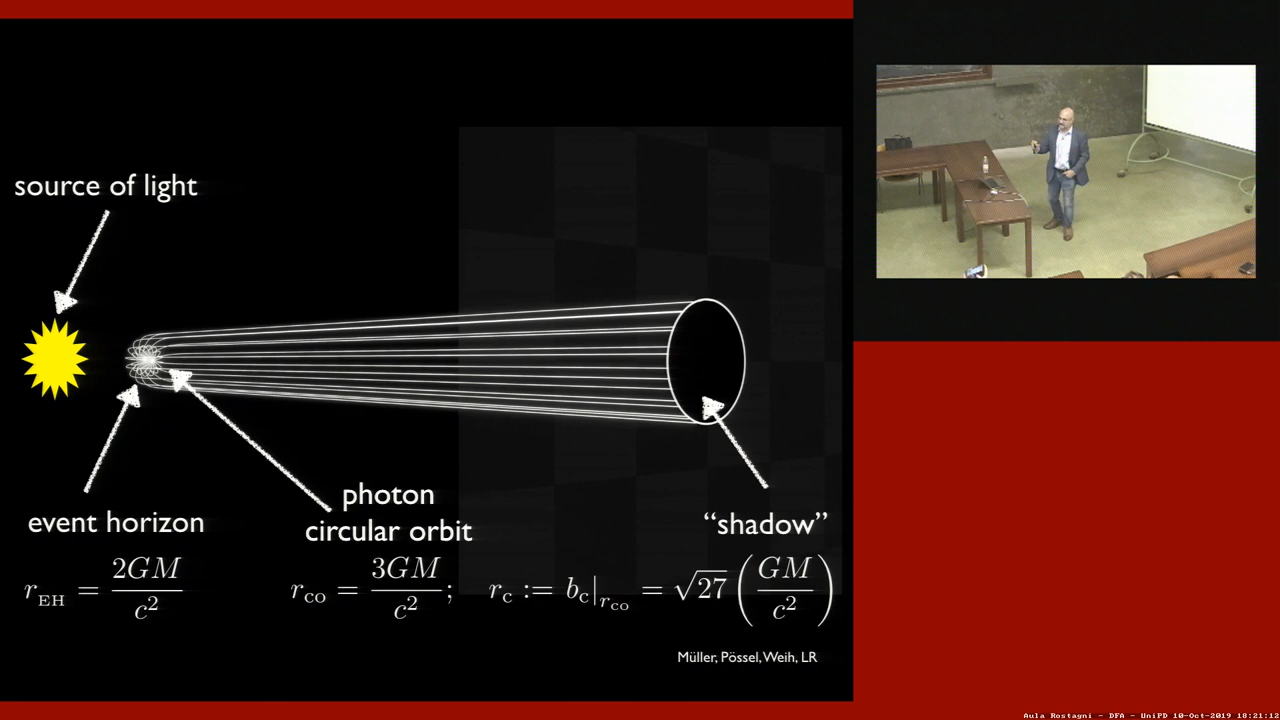 source of light
event horizon
photon
circular orbit
“shadow”
r_EH = 2GM/c²
r_CO = 3GM/c²;
r_c := b_c|_{r_CO} = √27 (GM/c²)
Müller, Pössel, Weih, LR
Aula Rostagni - DFA - UniPD 10-Oct-2019 18:21:12